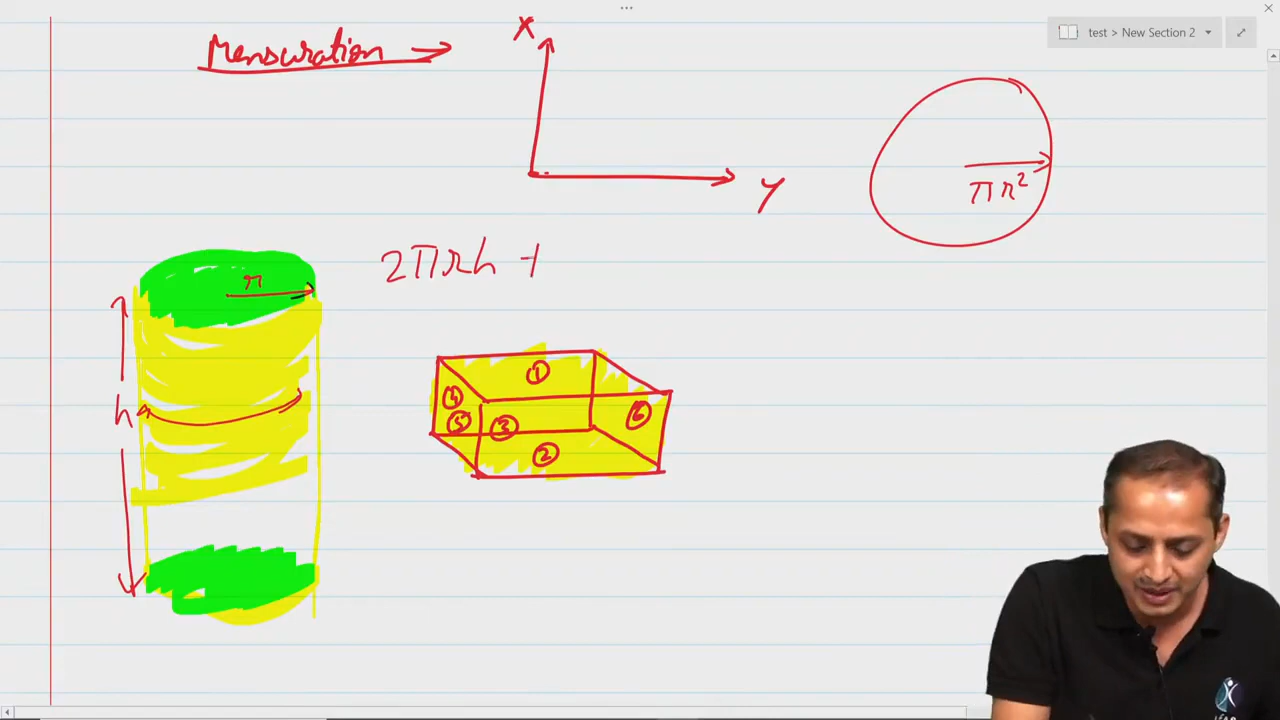 ...
test > New Section 2
Mensuration →
X
Y
πr²
r
2πrh +
h
①
④
⑥
⑤
③
②